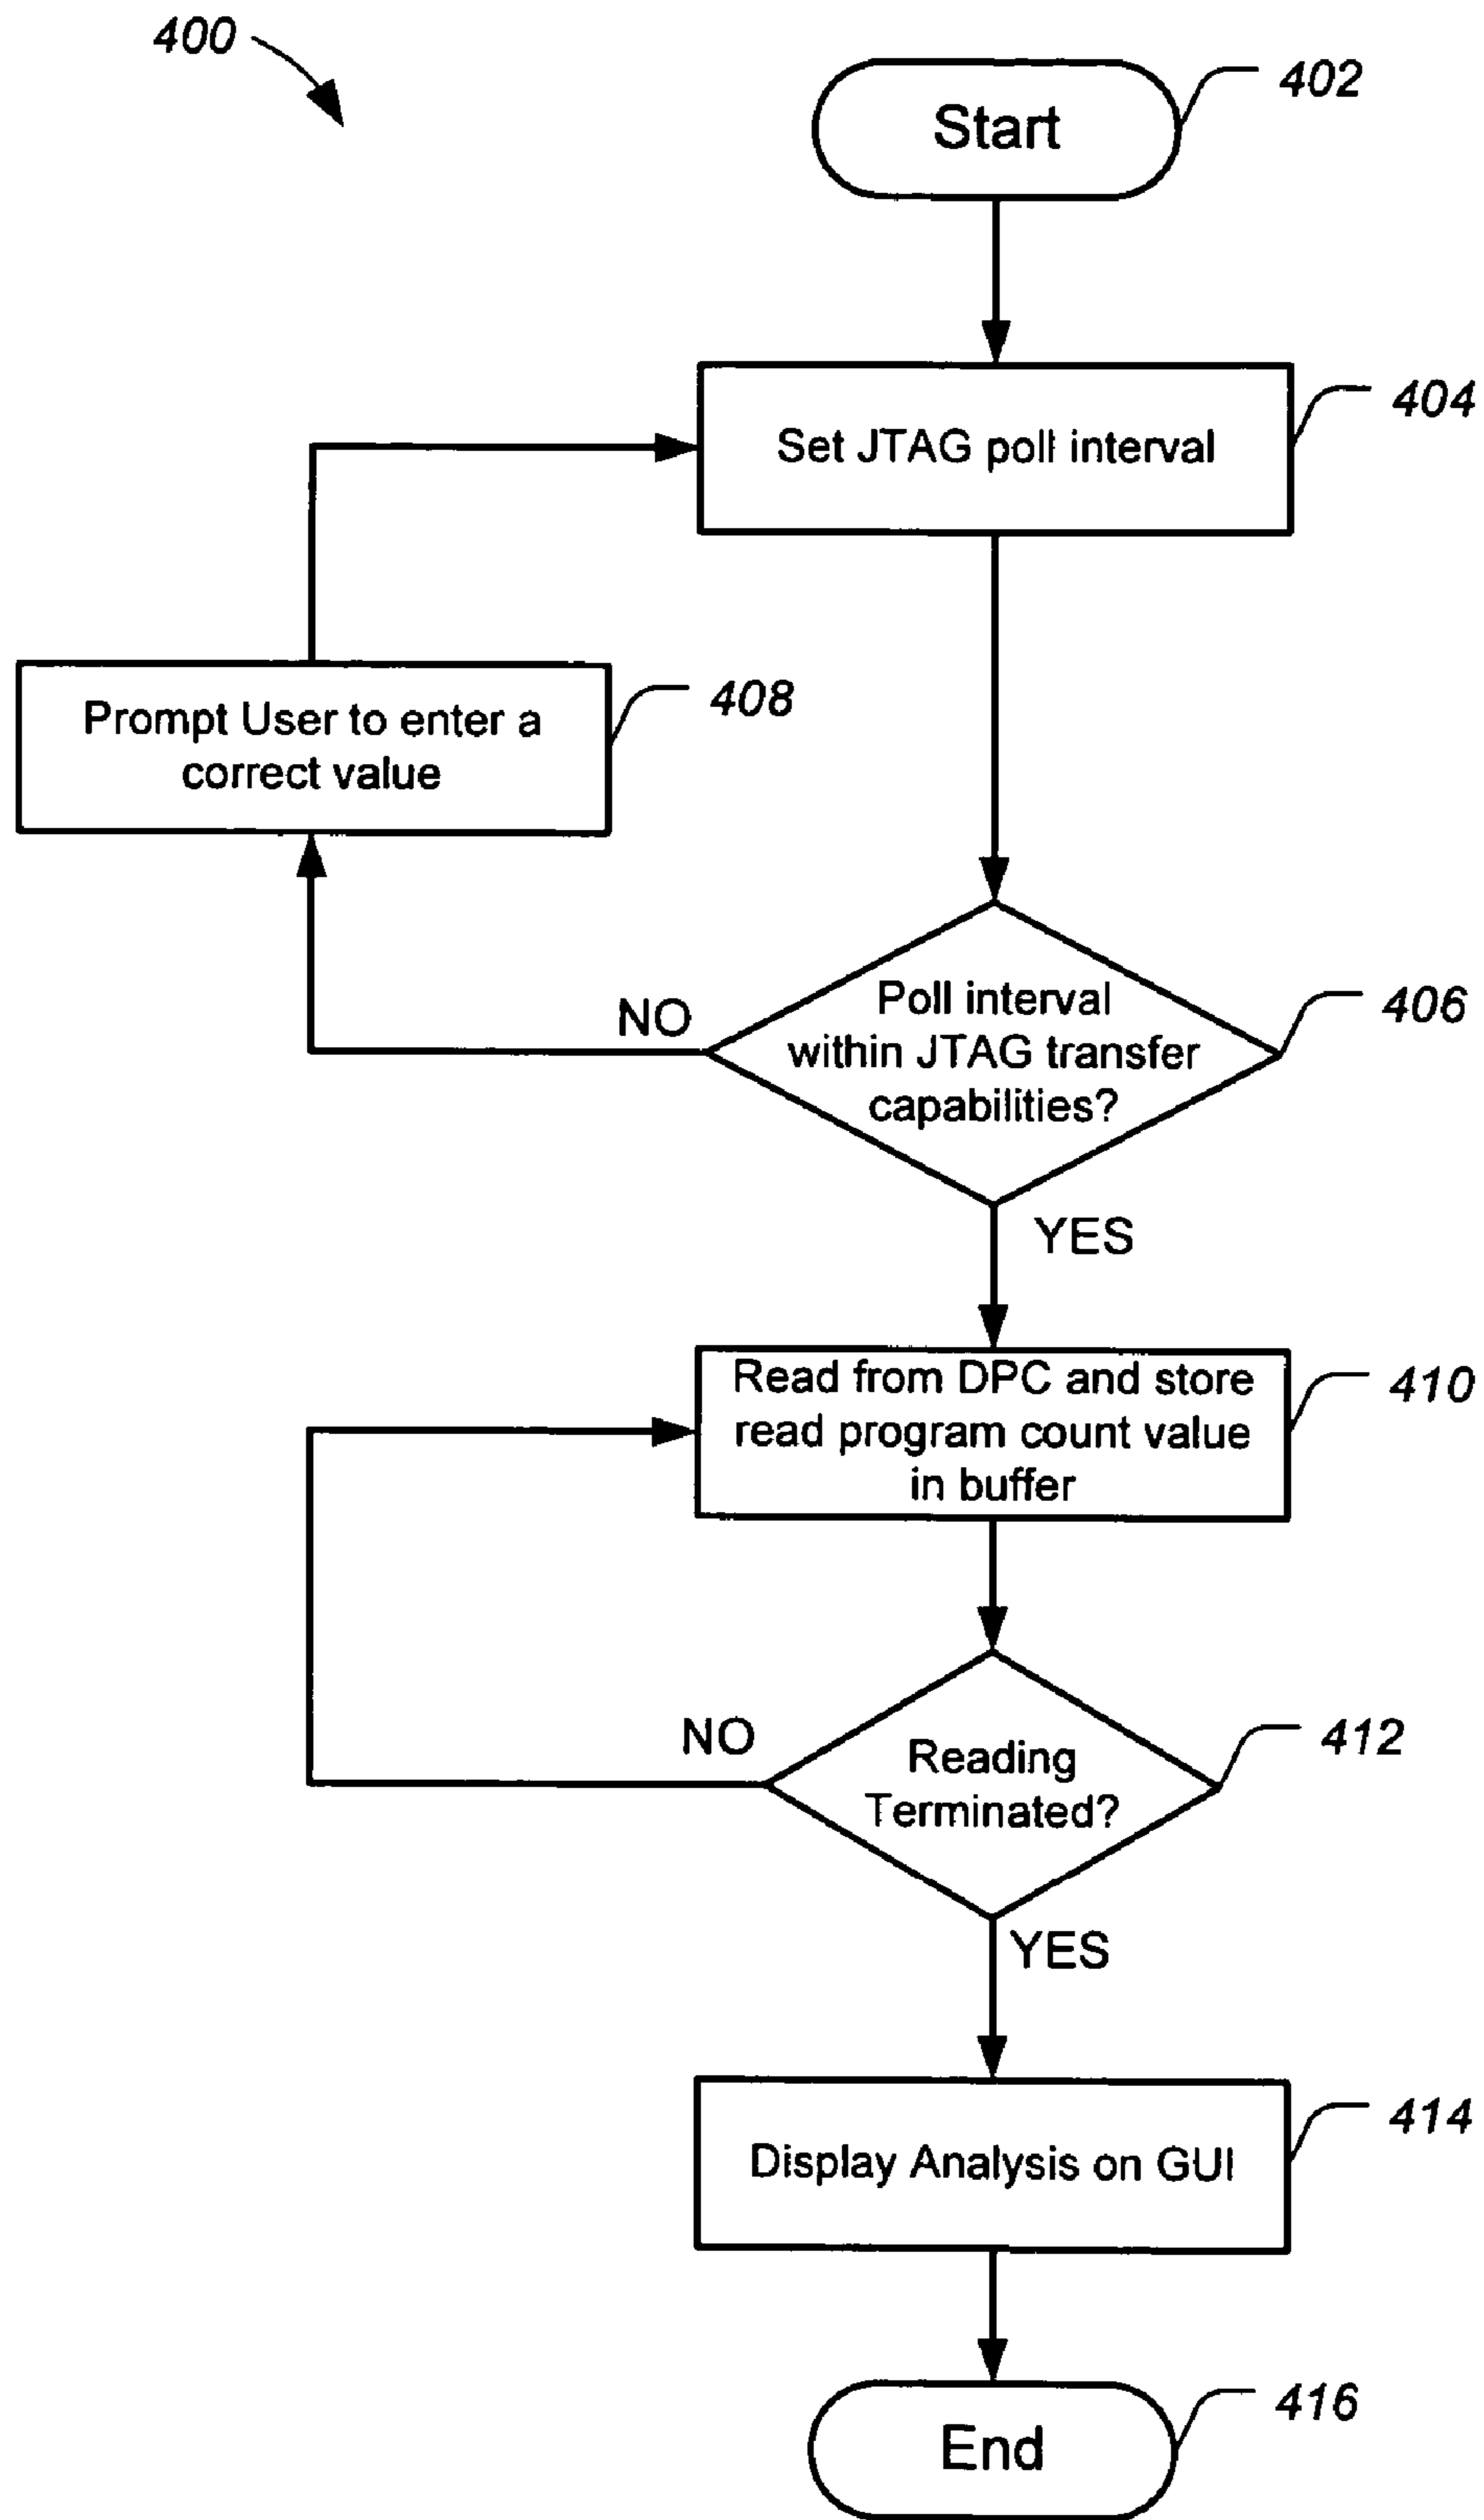 400
402
Start
404
Set JTAG poll interval
408
Prompt User to enter a
correct value
406
Poll interval
within JTAG transfer
capabilities?
NO
YES
410
Read from DPC and store
read program count value
in buffer
412
Reading
Terminated?
NO
YES
414
Display Analysis on GUI
416
End